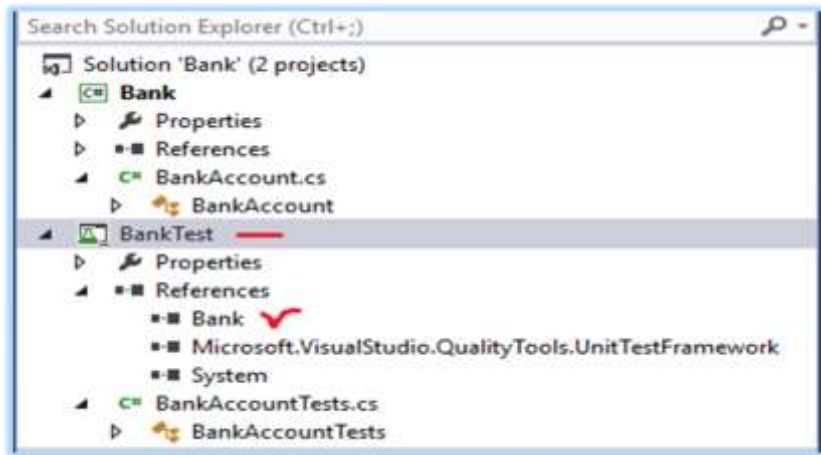 Search Solution Explorer (Ctrl+;)
Solution 'Bank' (2 projects)
C# Bank
Properties
References
C# BankAccount.cs
BankAccount
BankTest
Properties
References
Bank
Microsoft.VisualStudio.QualityTools.UnitTestFramework
System
C# BankAccountTests.cs
BankAccountTests